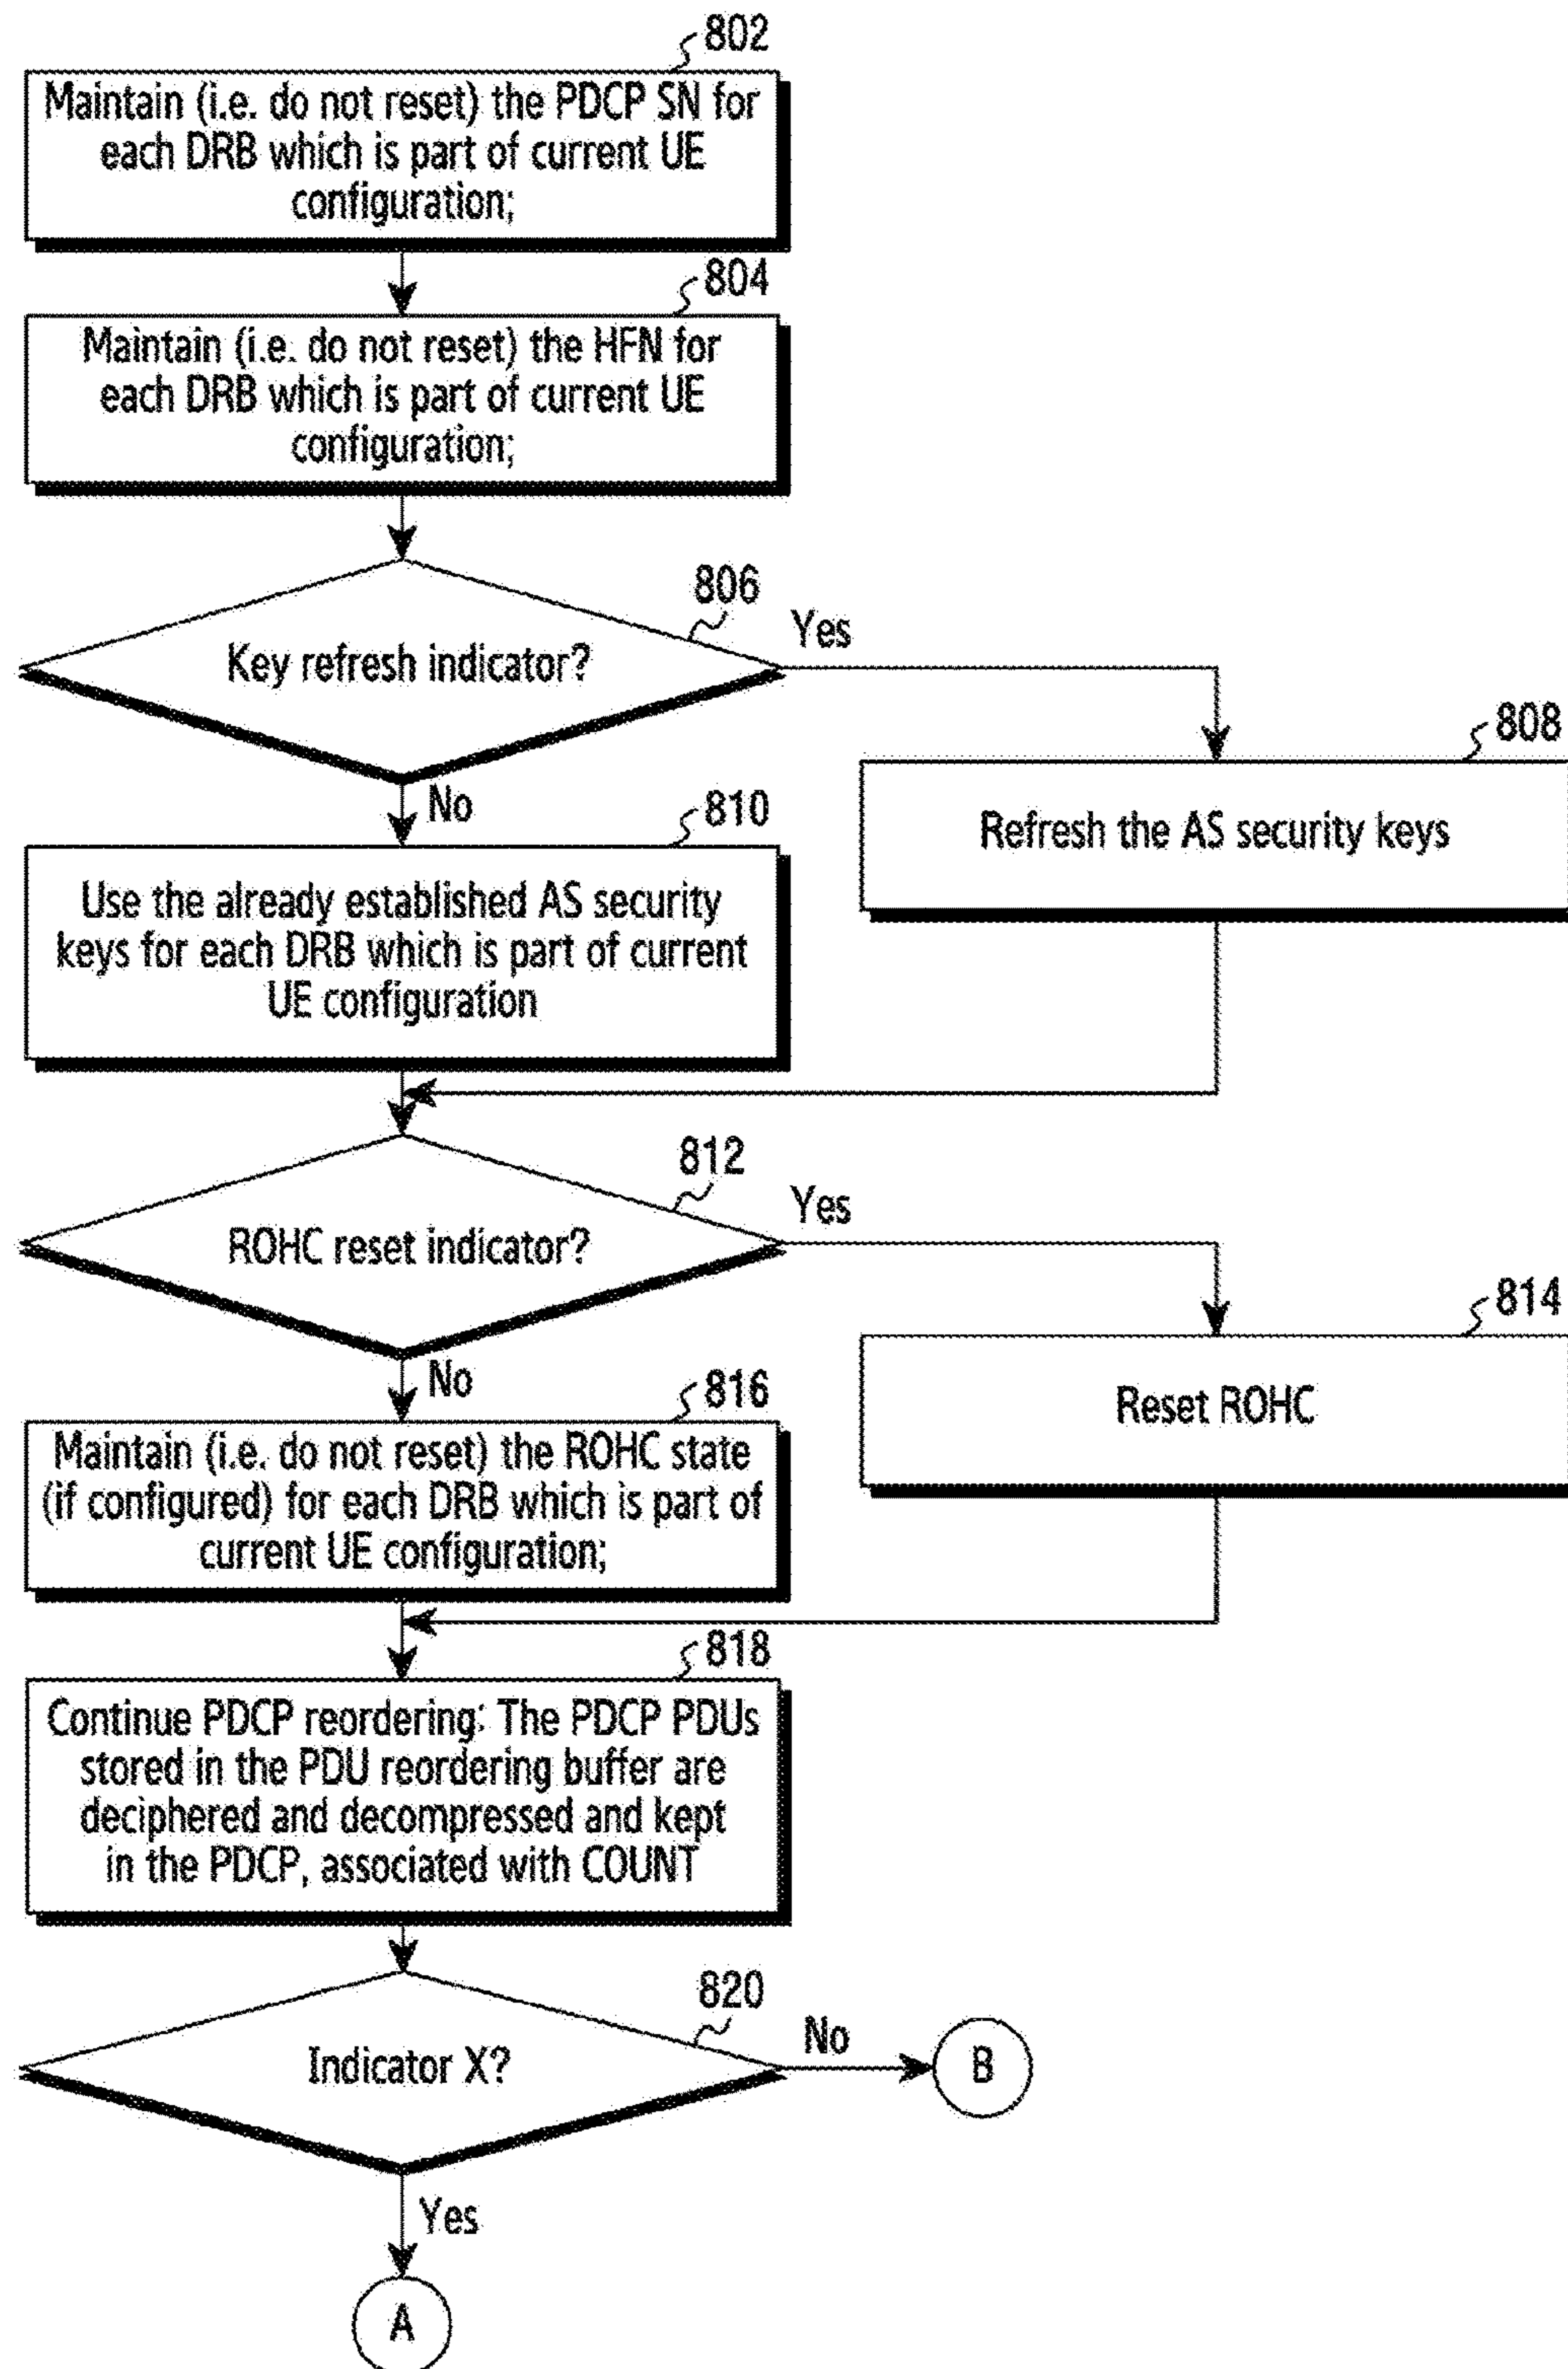 802
Maintain (i.e. do not reset) the PDCP SN for
each DRB which is part of current UE
configuration;
804
Maintain (i.e. do not reset) the HFN for
each DRB which is part of current UE
configuration;
806
Key refresh indicator?
Yes
808
Refresh the AS security keys
No
810
Use the already established AS security
keys for each DRB which is part of current
UE configuration
812
ROHC reset indicator?
Yes
814
Reset ROHC
No
816
Maintain (i.e. do not reset) the ROHC state
(if configured) for each DRB which is part of
current UE configuration;
818
Continue PDCP reordering: The PDCP PDUs
stored in the PDU reordering buffer are
deciphered and decompressed and kept
in the PDCP, associated with COUNT
820
Indicator X?
No
B
Yes
A